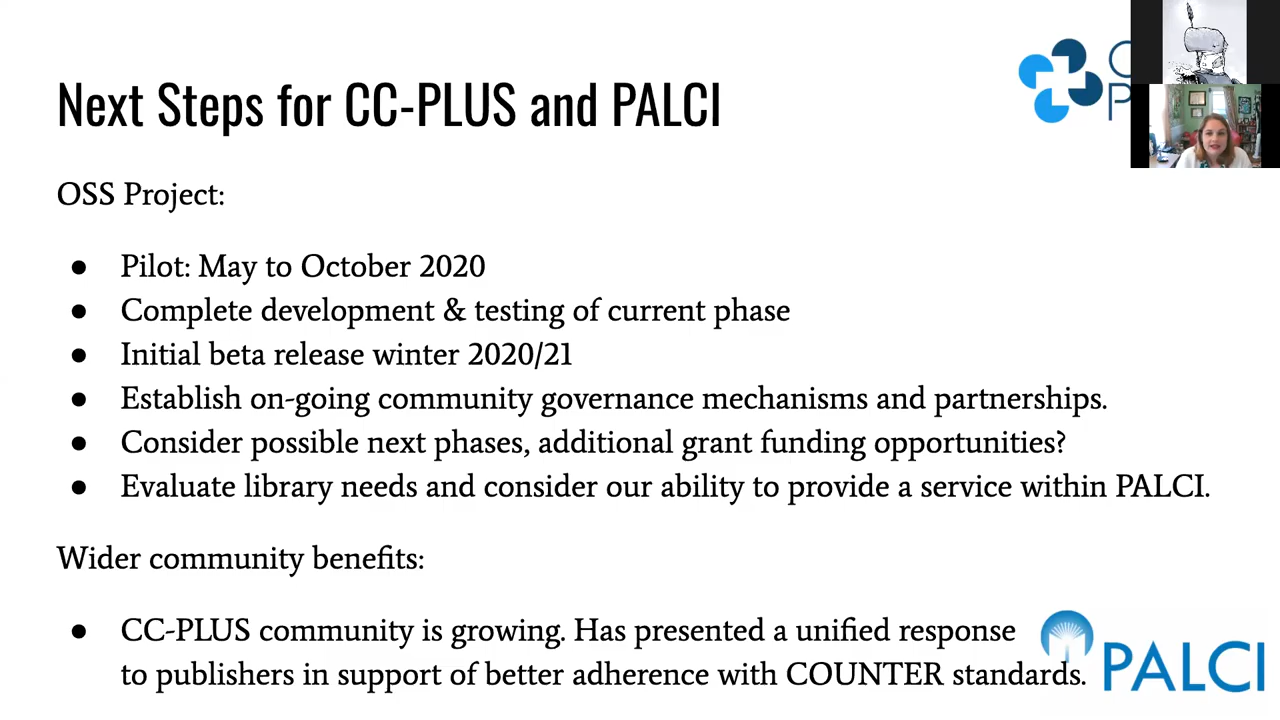 Next Steps for CC-PLUS and PALCI
OSS Project:
● Pilot: May to October 2020
● Complete development & testing of current phase
● Initial beta release winter 2020/21
● Establish on-going community governance mechanisms and partnerships.
● Consider possible next phases, additional grant funding opportunities?
● Evaluate library needs and consider our ability to provide a service within PALCI.
Wider community benefits:
● CC-PLUS community is growing. Has presented a unified response
to publishers in support of better adherence with COUNTER standards.
PALCI